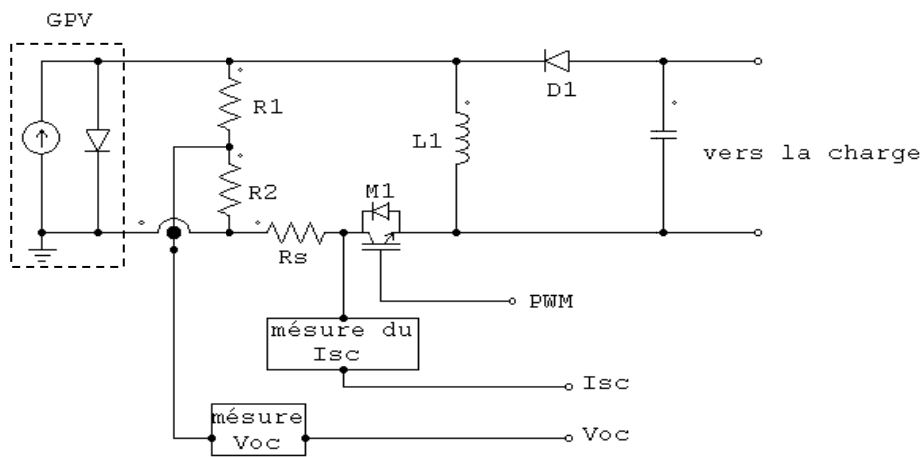 GPV
R1
D1
L1
vers la charge
R2
M1
Rs
PWM
mésure du
Isc
Isc
mésure
Voc
Voc